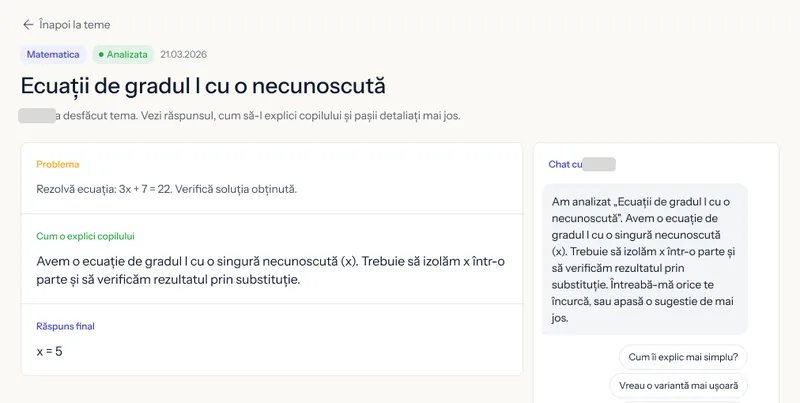 Înapoi la teme
Matematica
Analizata
21.03.2026
Ecuații de gradul I cu o necunoscută
a desfăcut tema. Vezi răspunsul, cum să-l explici copilului și pașii detaliați mai jos.
Problema
Rezolvă ecuația: 3x + 7 = 22. Verifică soluția obținută.
Cum o explici copilului
Avem o ecuație de gradul I cu o singură necunoscută (x). Trebuie să izolăm x într-o
parte și să verificăm rezultatul prin substituție.
Răspuns final
x = 5
Chat cu
Am analizat „Ecuații de gradul I cu o
necunoscută". Avem o ecuație de
gradul I cu o singură necunoscută
(x). Trebuie să izolăm x într-o parte și
să verificăm rezultatul prin
substituție. Întreabă-mă orice te
încurcă, sau apasă o sugestie de mai
jos.
Cum îi explic mai simplu?
Vreau o variantă mai ușoară